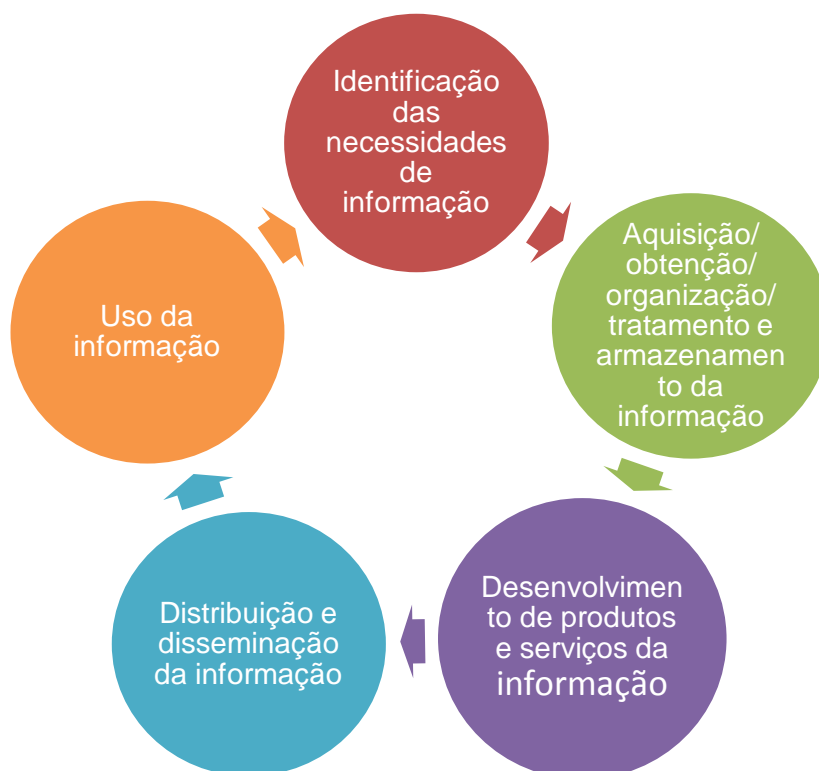 Identificação
das
necessidades
de
informação
Aquisição/
obtenção/
organização/
tratamento e
armazenamen
to da
informação
Desenvolvimen
to de produtos
e serviços da
informação
Distribuição e
disseminação
da informação
Uso da
informação